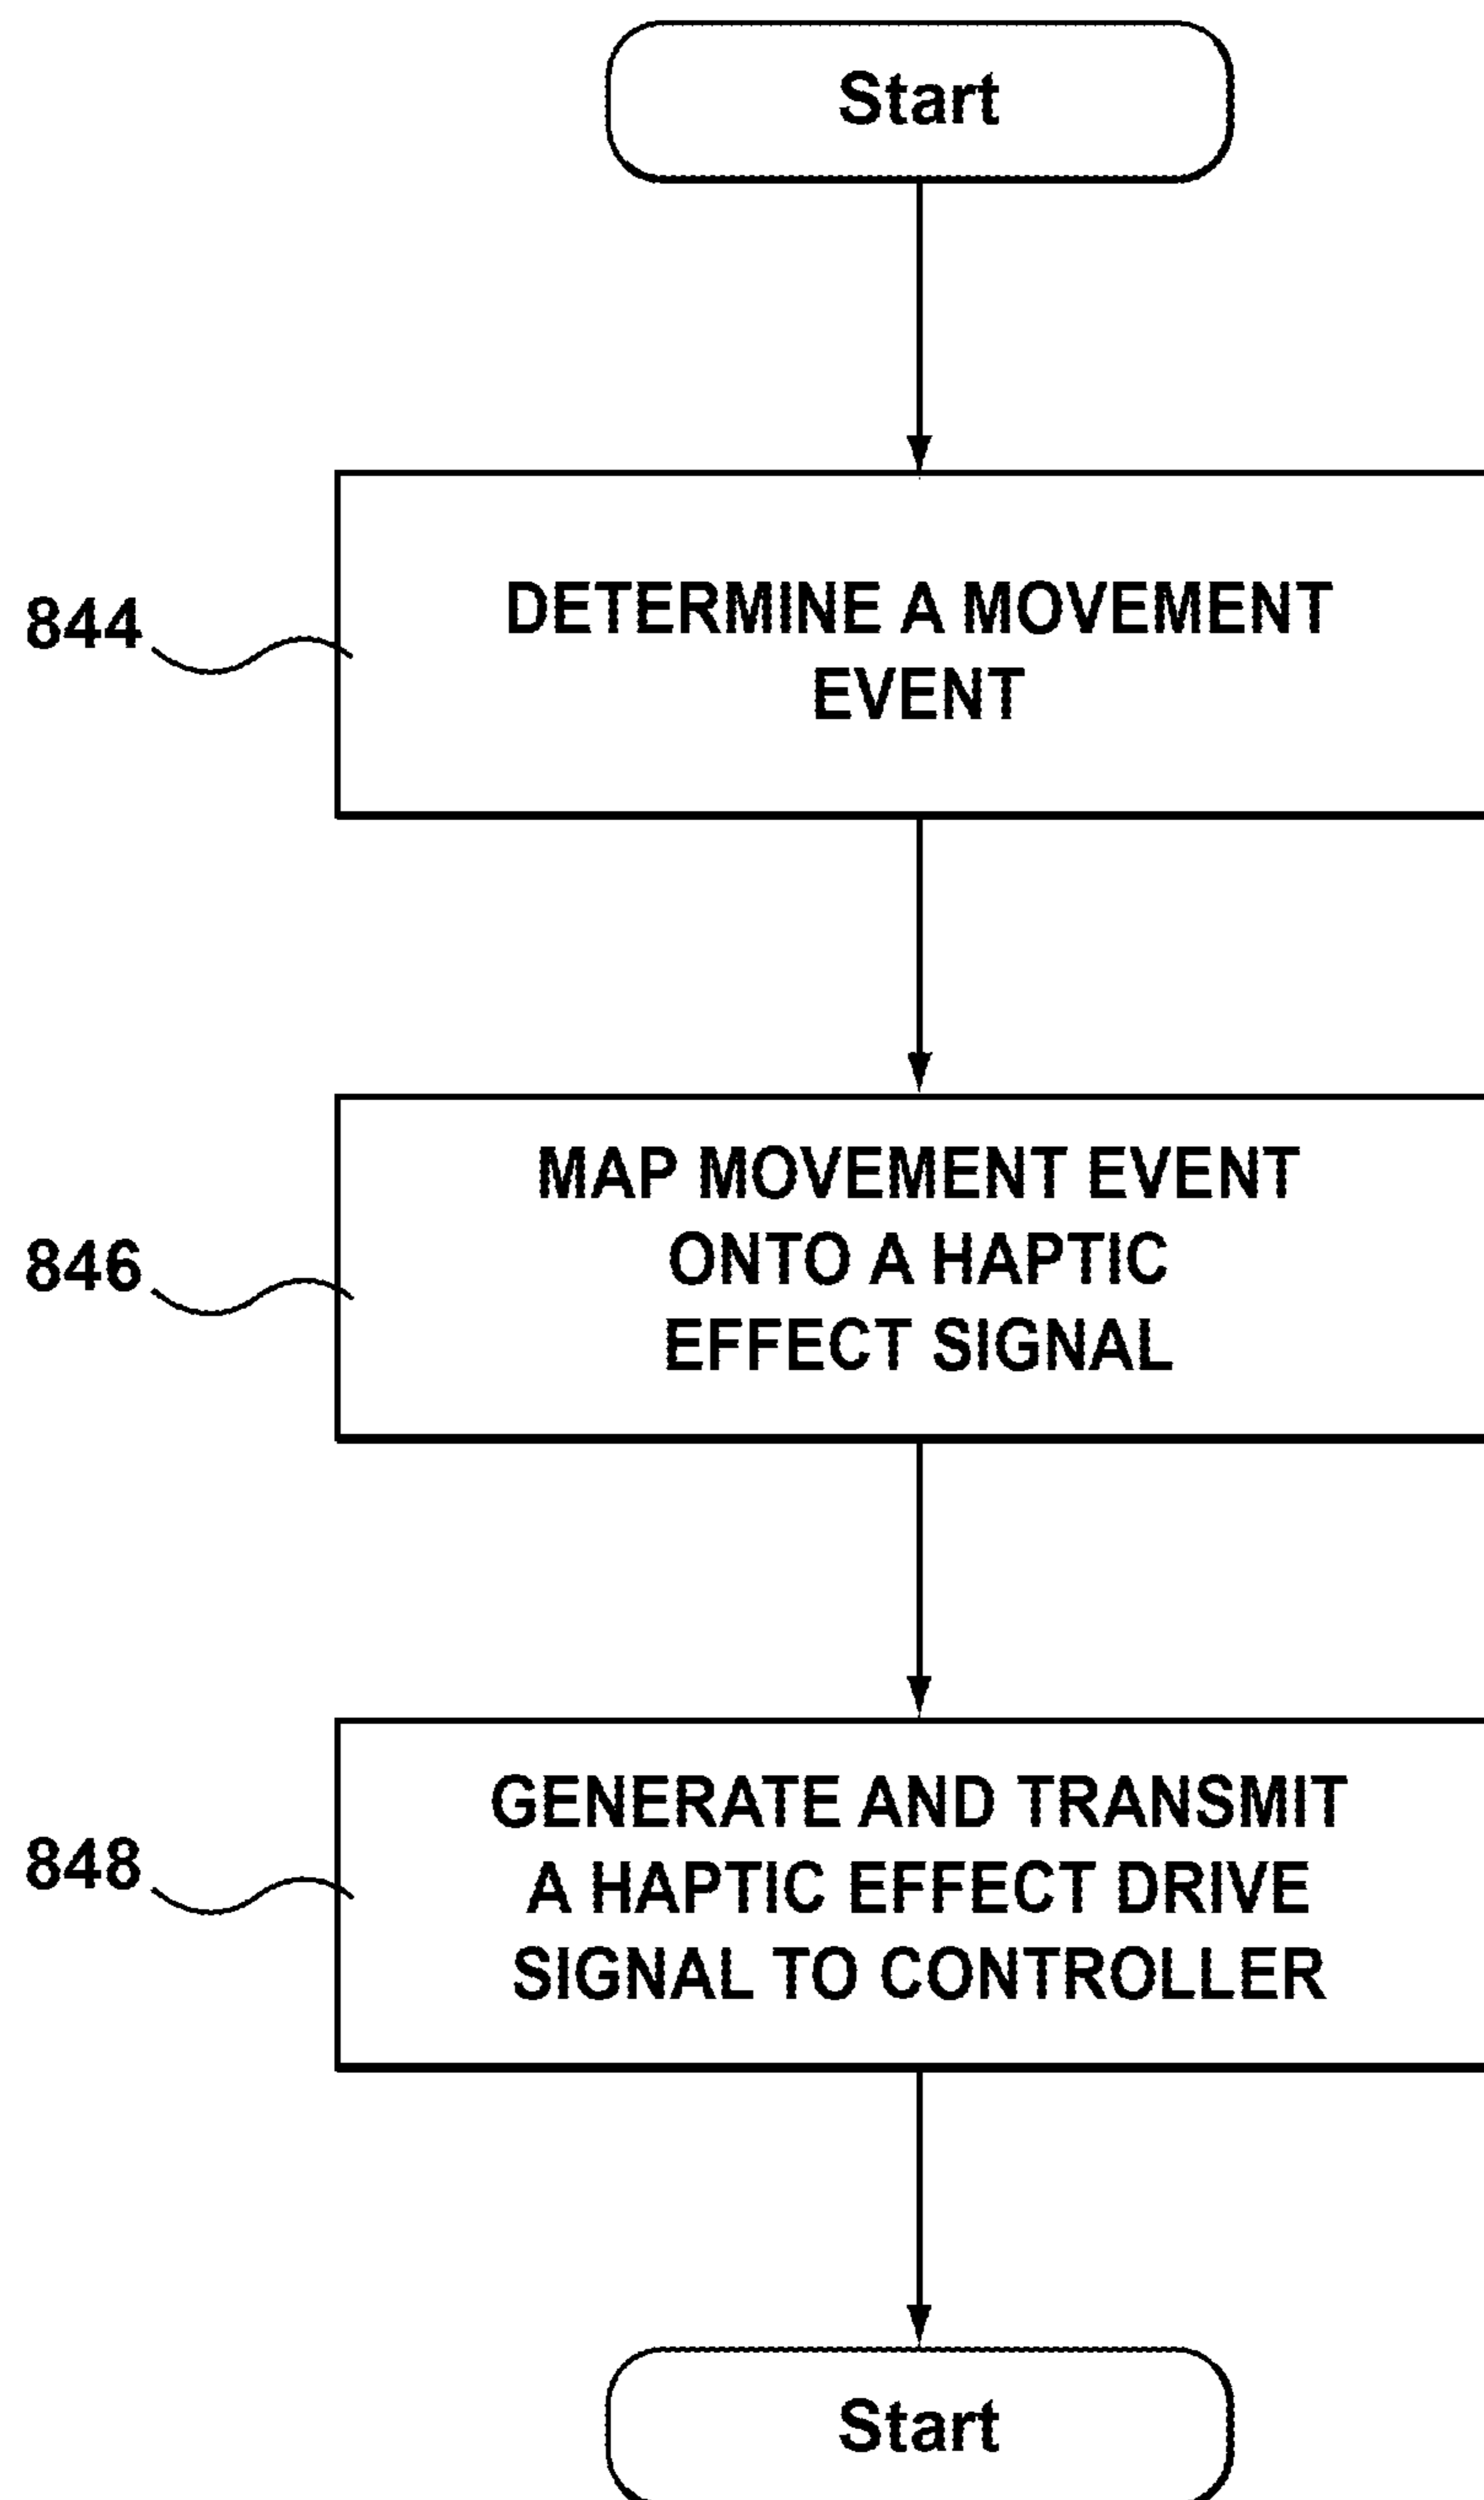 Start
844
DETERMINE A MOVEMENT
EVENT
846
MAP MOVEMENT EVENT
ONTO A HAPTIC
EFFECT SIGNAL
848
GENERATE AND TRANSMIT
A HAPTIC EFFECT DRIVE
SIGNAL TO CONTROLLER
Start